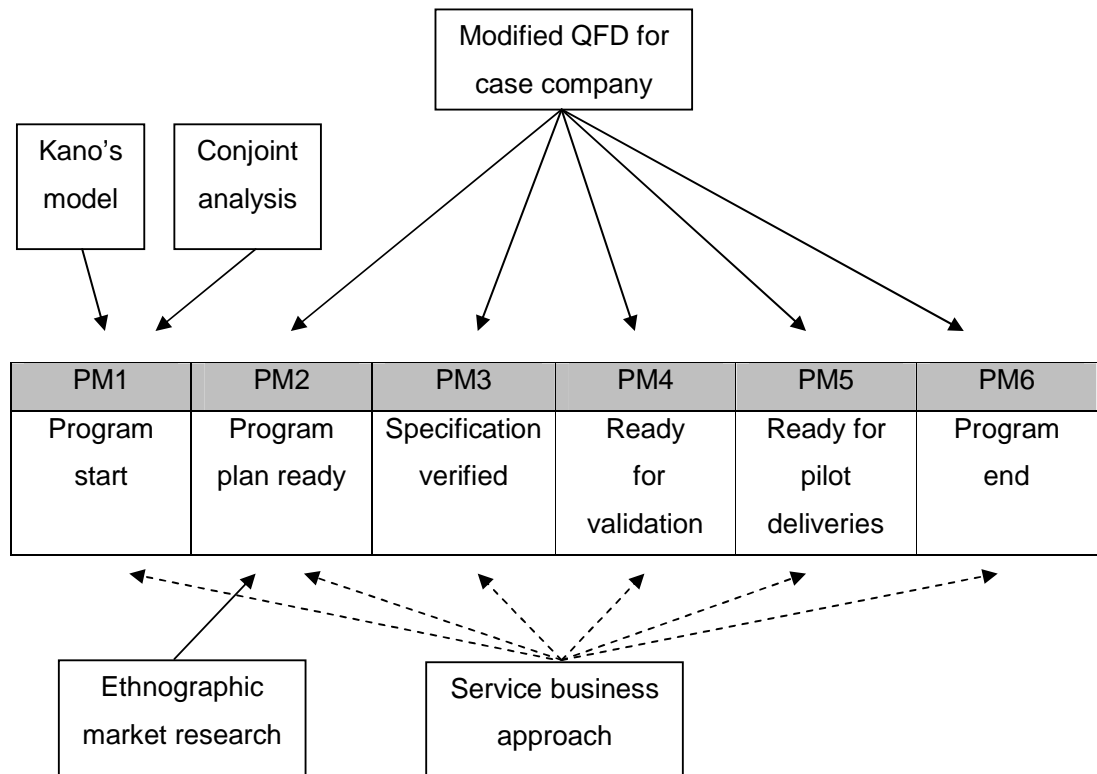 Modified QFD for
case company
Kano's
model
Conjoint
analysis
PM1 PM2 PM3 PM4 PM5 PM6
Program
start
Program
plan ready
Specification
verified
Ready
for
validation
Ready for
pilot
deliveries
Program
end
Ethnographic
market research
Service business
approach